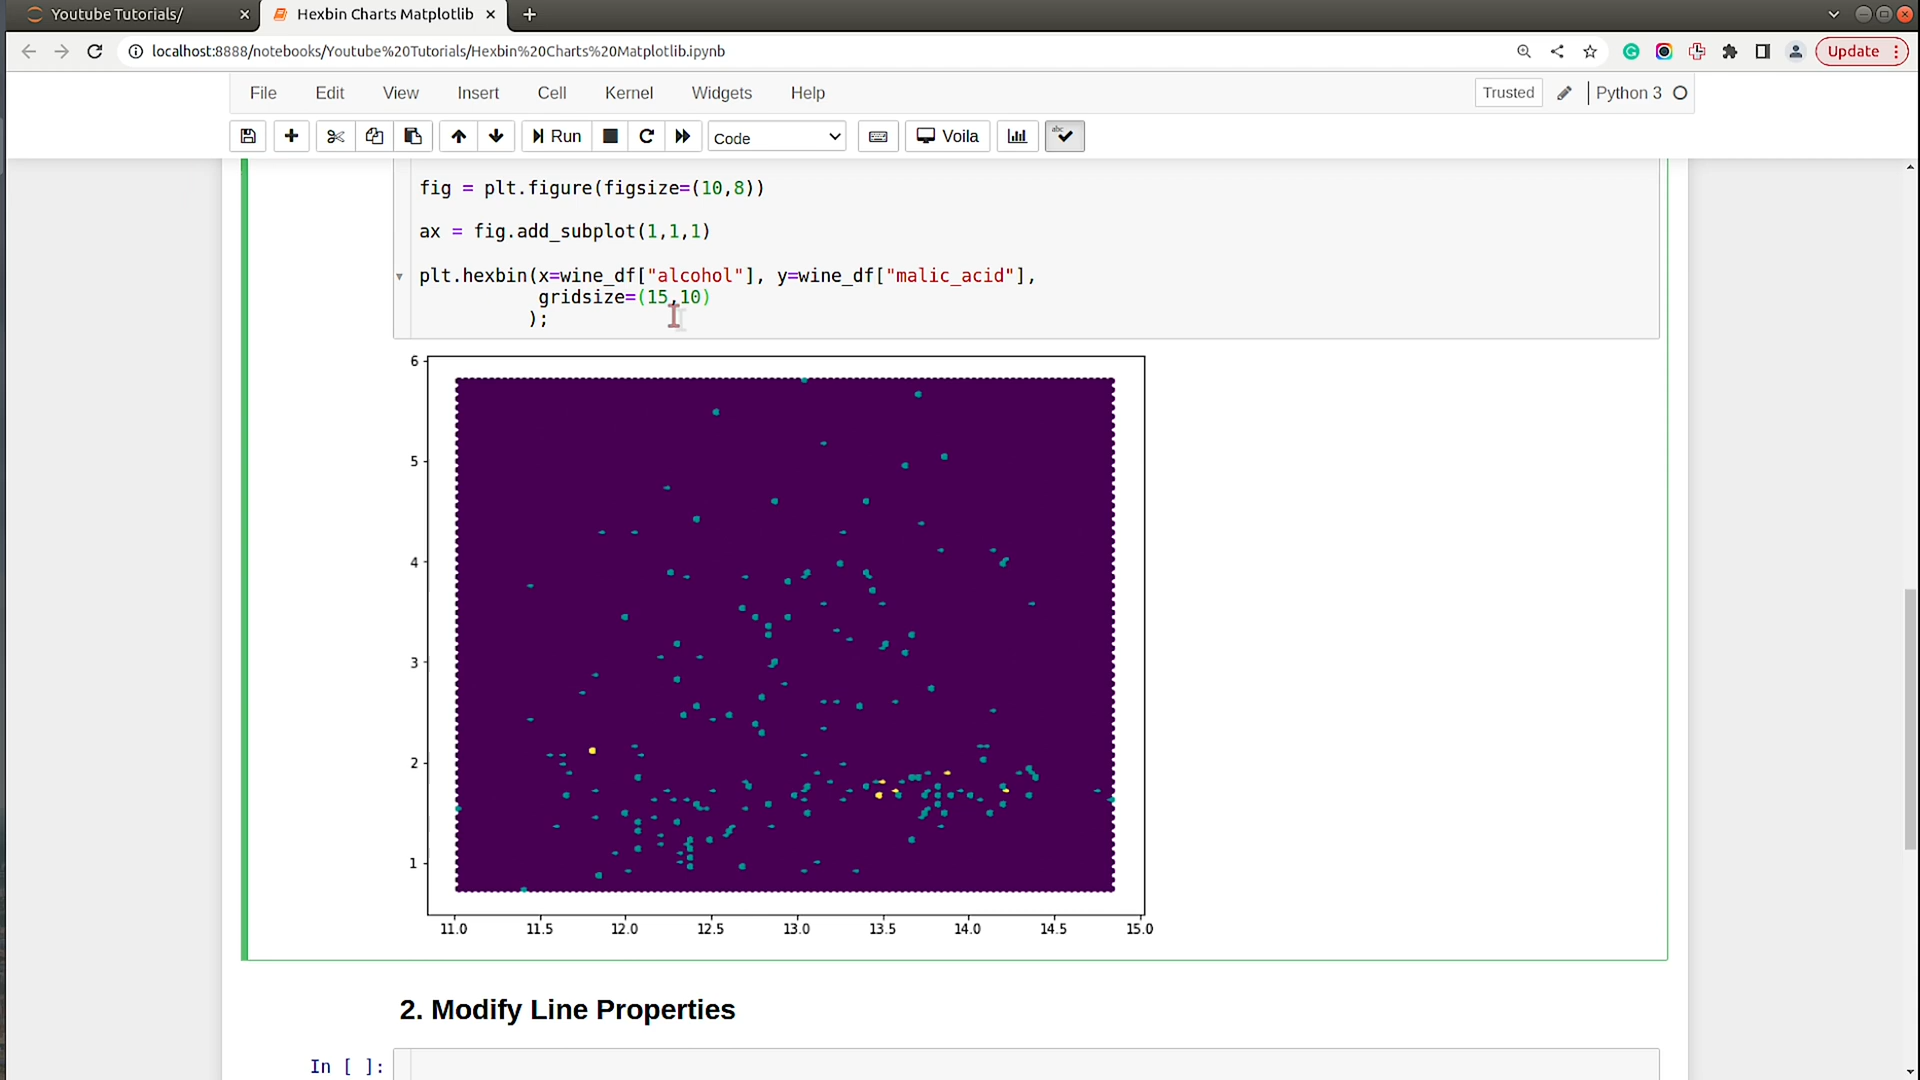 Youtube Tutorials/
Hexbin Charts Matplotlib
localhost:8888/notebooks/Youtube%20Tutorials/Hexbin%20Charts%20Matplotlib.ipynb
Update
File Edit View Insert Cell Kernel Widgets Help
Trusted
Python 3
Run
Code
Voila
abc
fig = plt.figure(figsize=(10,8))
ax = fig.add_subplot(1,1,1)
plt.hexbin(x=wine_df["alcohol"], y=wine_df["malic_acid"],
gridsize=(15,10)
);
6
5
4
3
2
1
11.0 11.5 12.0 12.5 13.0 13.5 14.0 14.5 15.0
2. Modify Line Properties
In [ ]: